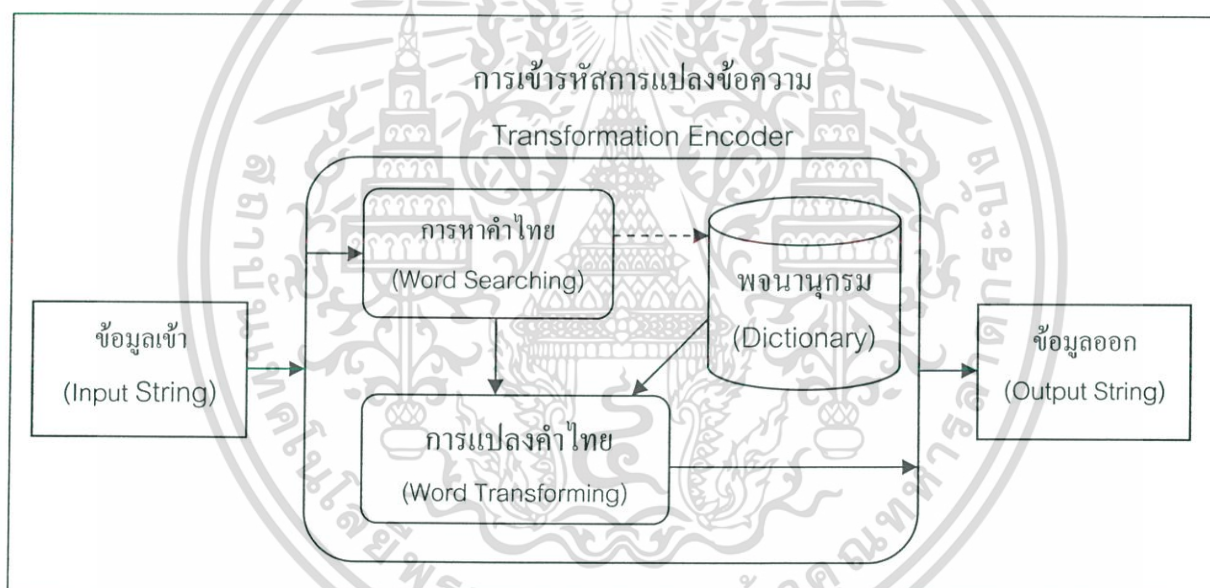 การเข้ารหัสการแปลงข้อความ
Transformation Encoder
การหาคำไทย
(Word Searching)
พจนานุกรม
(Dictionary)
ข้อมูลเข้า
(Input String)
ข้อมูลออก
(Output String)
การแปลงคำไทย
(Word Transforming)